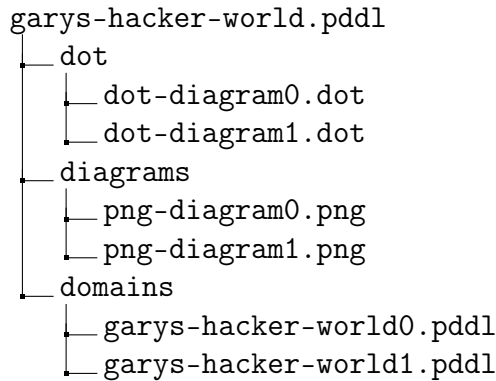 garys-hacker-world.pddl
dot
dot-diagram0.dot
dot-diagram1.dot
diagrams
png-diagram0.png
png-diagram1.png
domains
garys-hacker-world0.pddl
garys-hacker-world1.pddl